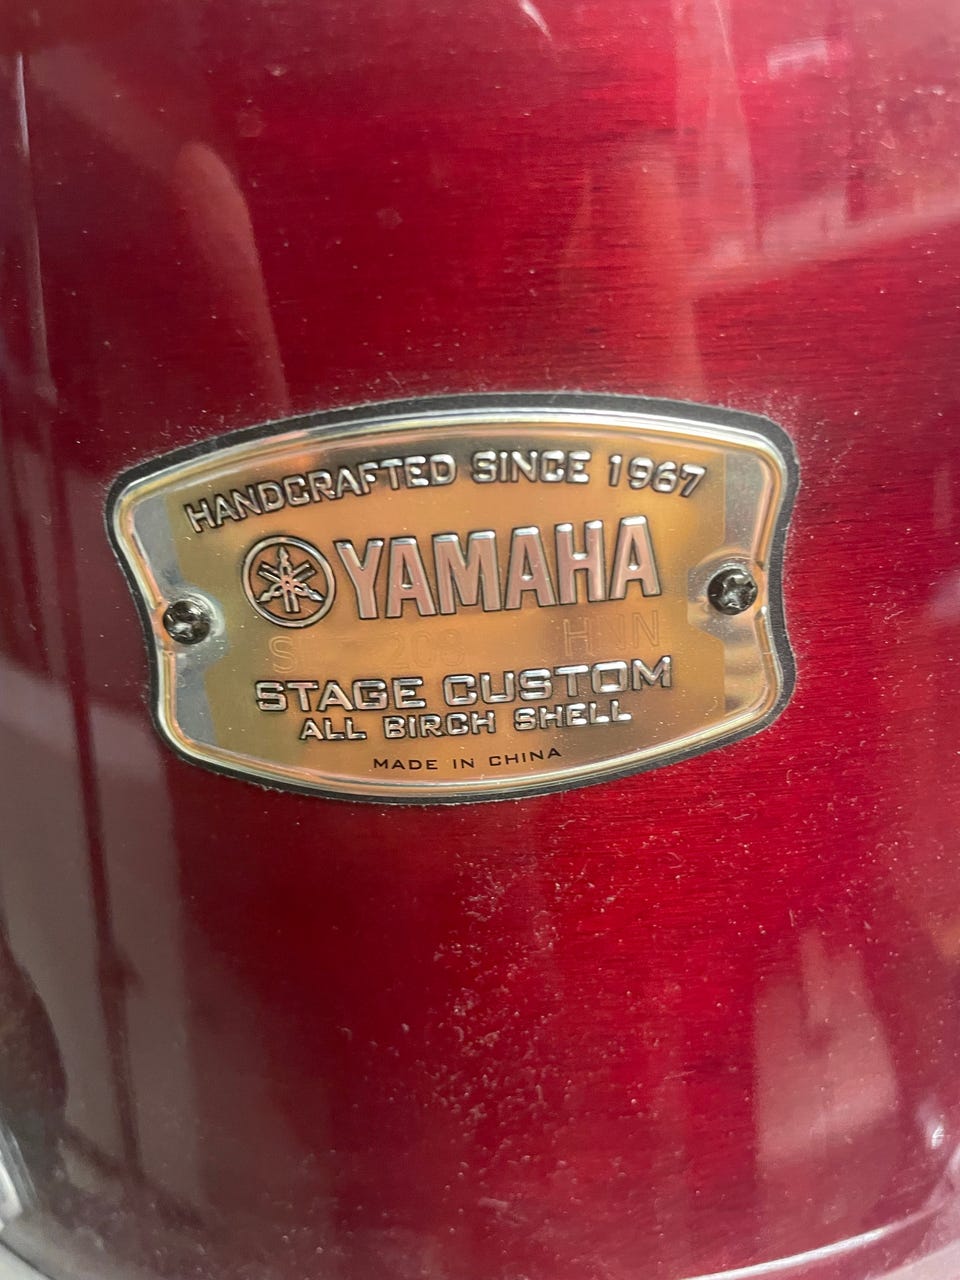 HANDCRAFTED SINCE 1967
YAMAHA
STAGE CUSTOM
ALL BIRCH SHELL
MADE IN CHINA